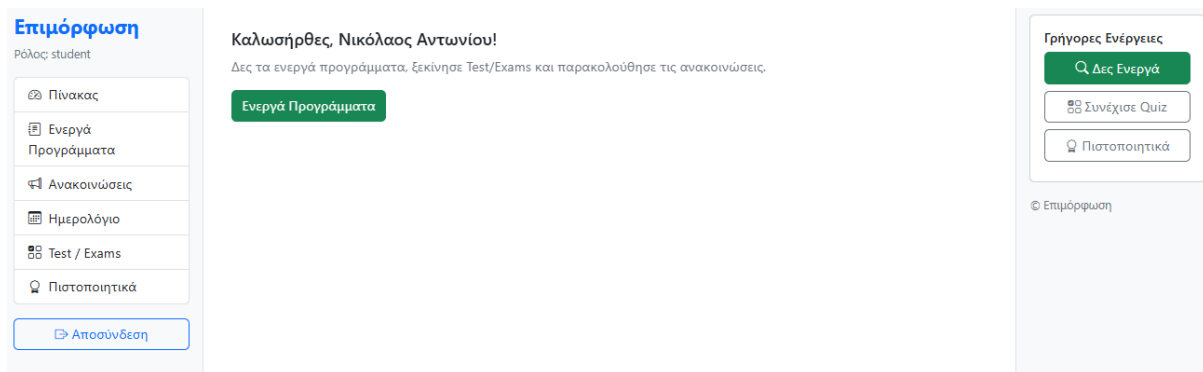 Επιμόρφωση
Ρόλος: student
Πίνακας
Ενεργά
Προγράμματα
Ανακοινώσεις
Ημερολόγιο
Test / Exams
Πιστοποιητικά
Αποσύνδεση
Καλωσήρθες, Νικόλαος Αντωνίου!
Δες τα ενεργά προγράμματα, ξεκίνησε Test/Exams και παρακολούθησε τις ανακοινώσεις.
Ενεργά Προγράμματα
Γρήγορες Ενέργειες
Δες Ενεργά
Συνέχισε Quiz
Πιστοποιητικά
© Επιμόρφωση